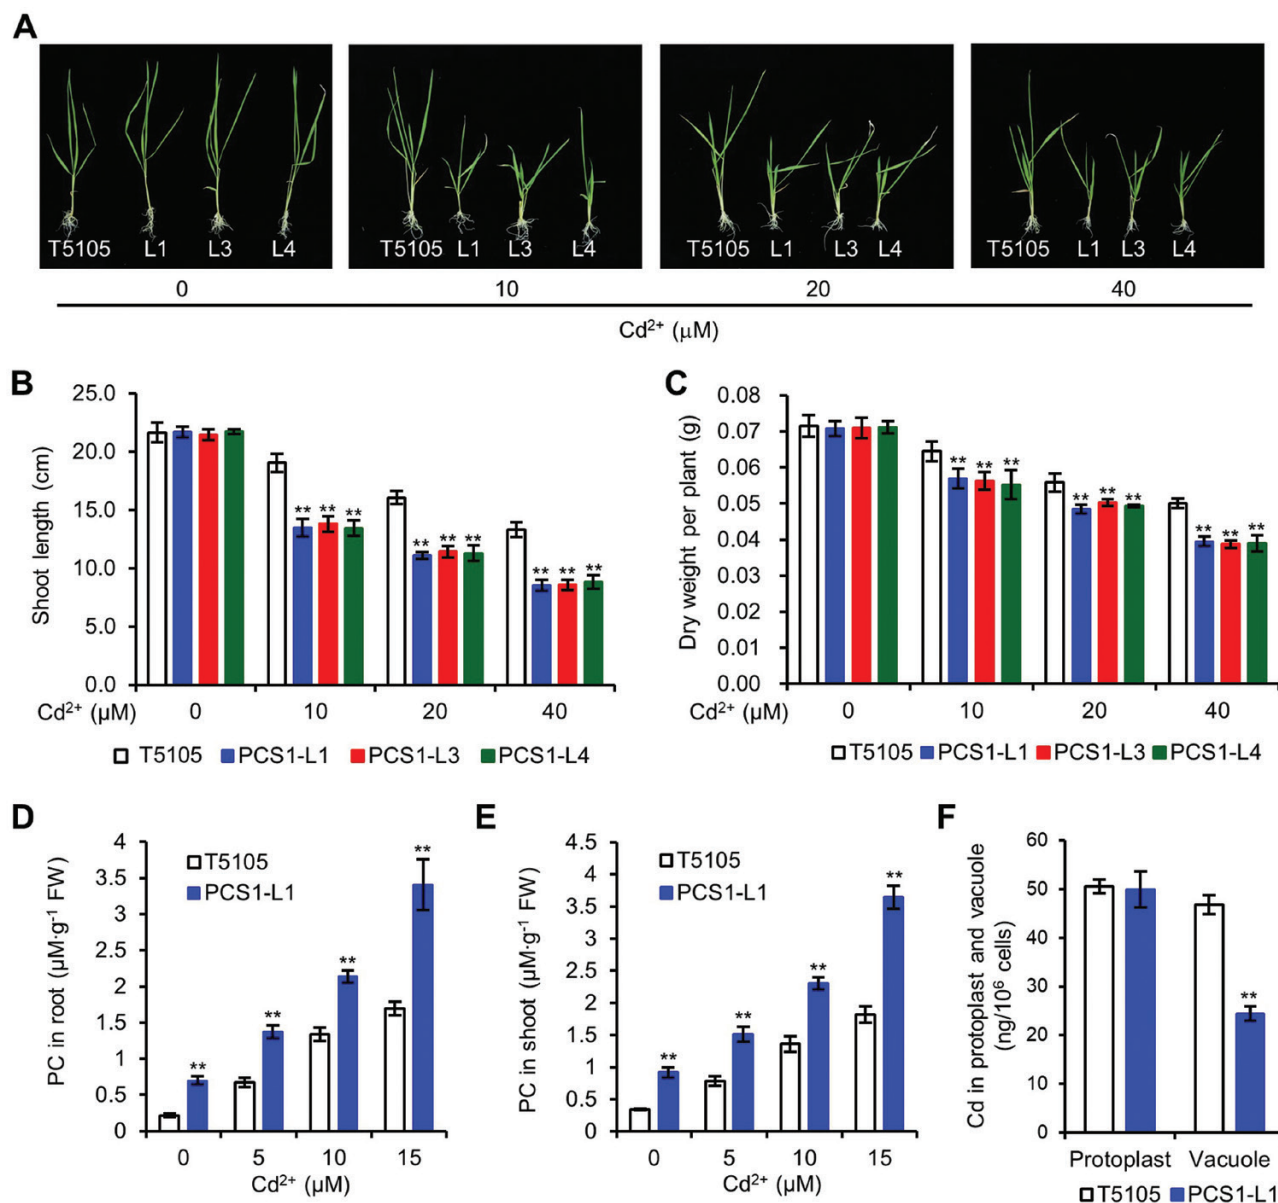 A
T5105 L1 L3 L4
T5105 L1 L3 L4
T5105 L1 L3 L4
T5105 L1 L3 L4
0 10 20 40
Cd²⁺ (μM)
B
Shoot length (cm)
25.0
20.0
15.0
10.0
5.0
0.0
** ** **
** ** **
** ** **
Cd²⁺ (μM) 0 10 20 40
T5105 PCS1-L1 PCS1-L3 PCS1-L4
C
Dry weight per plant (g)
0.08
0.07
0.06
0.05
0.04
0.03
0.02
0.01
0.00
** ** **
** ** **
** ** **
Cd²⁺ (μM) 0 10 20 40
T5105 PCS1-L1 PCS1-L3 PCS1-L4
D
PC in root (μM·g⁻¹ FW)
4
3.5
3
2.5
2
1.5
1
0.5
0
T5105
PCS1-L1
** ** ** **
0 5 10 15
Cd²⁺ (μM)
E
PC in shoot (μM·g⁻¹ FW)
4.5
4
3.5
3
2.5
2
1.5
1
0.5
0
T5105
PCS1-L1
** ** ** **
0 5 10 15
Cd²⁺ (μM)
F
Cd in protoplast and vacuole
(ng/10⁶ cells)
60
50
40
30
20
10
0
**
Protoplast Vacuole
T5105 PCS1-L1